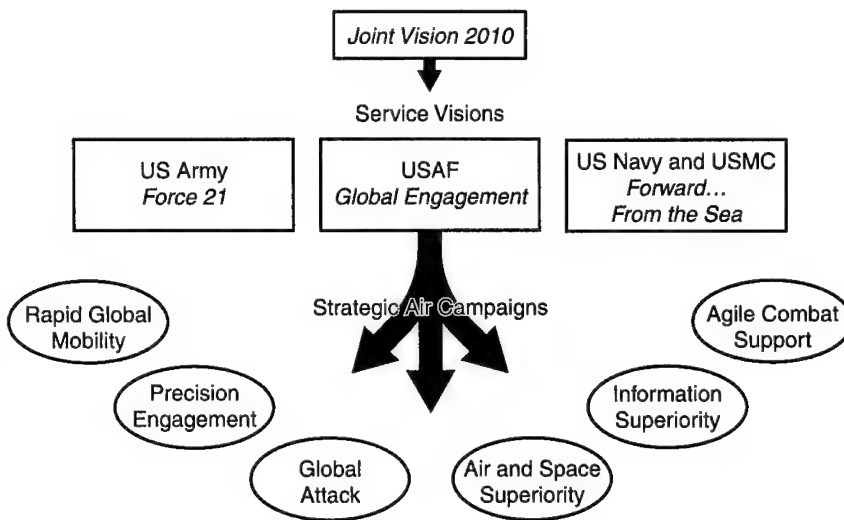 Joint Vision 2010
Service Visions
US Army
Force 21
USAF
Global Engagement
US Navy and USMC
Forward...
From the Sea
Strategic Air Campaigns
Rapid Global
Mobility
Precision
Engagement
Global
Attack
Air and Space
Superiority
Information
Superiority
Agile Combat
Support